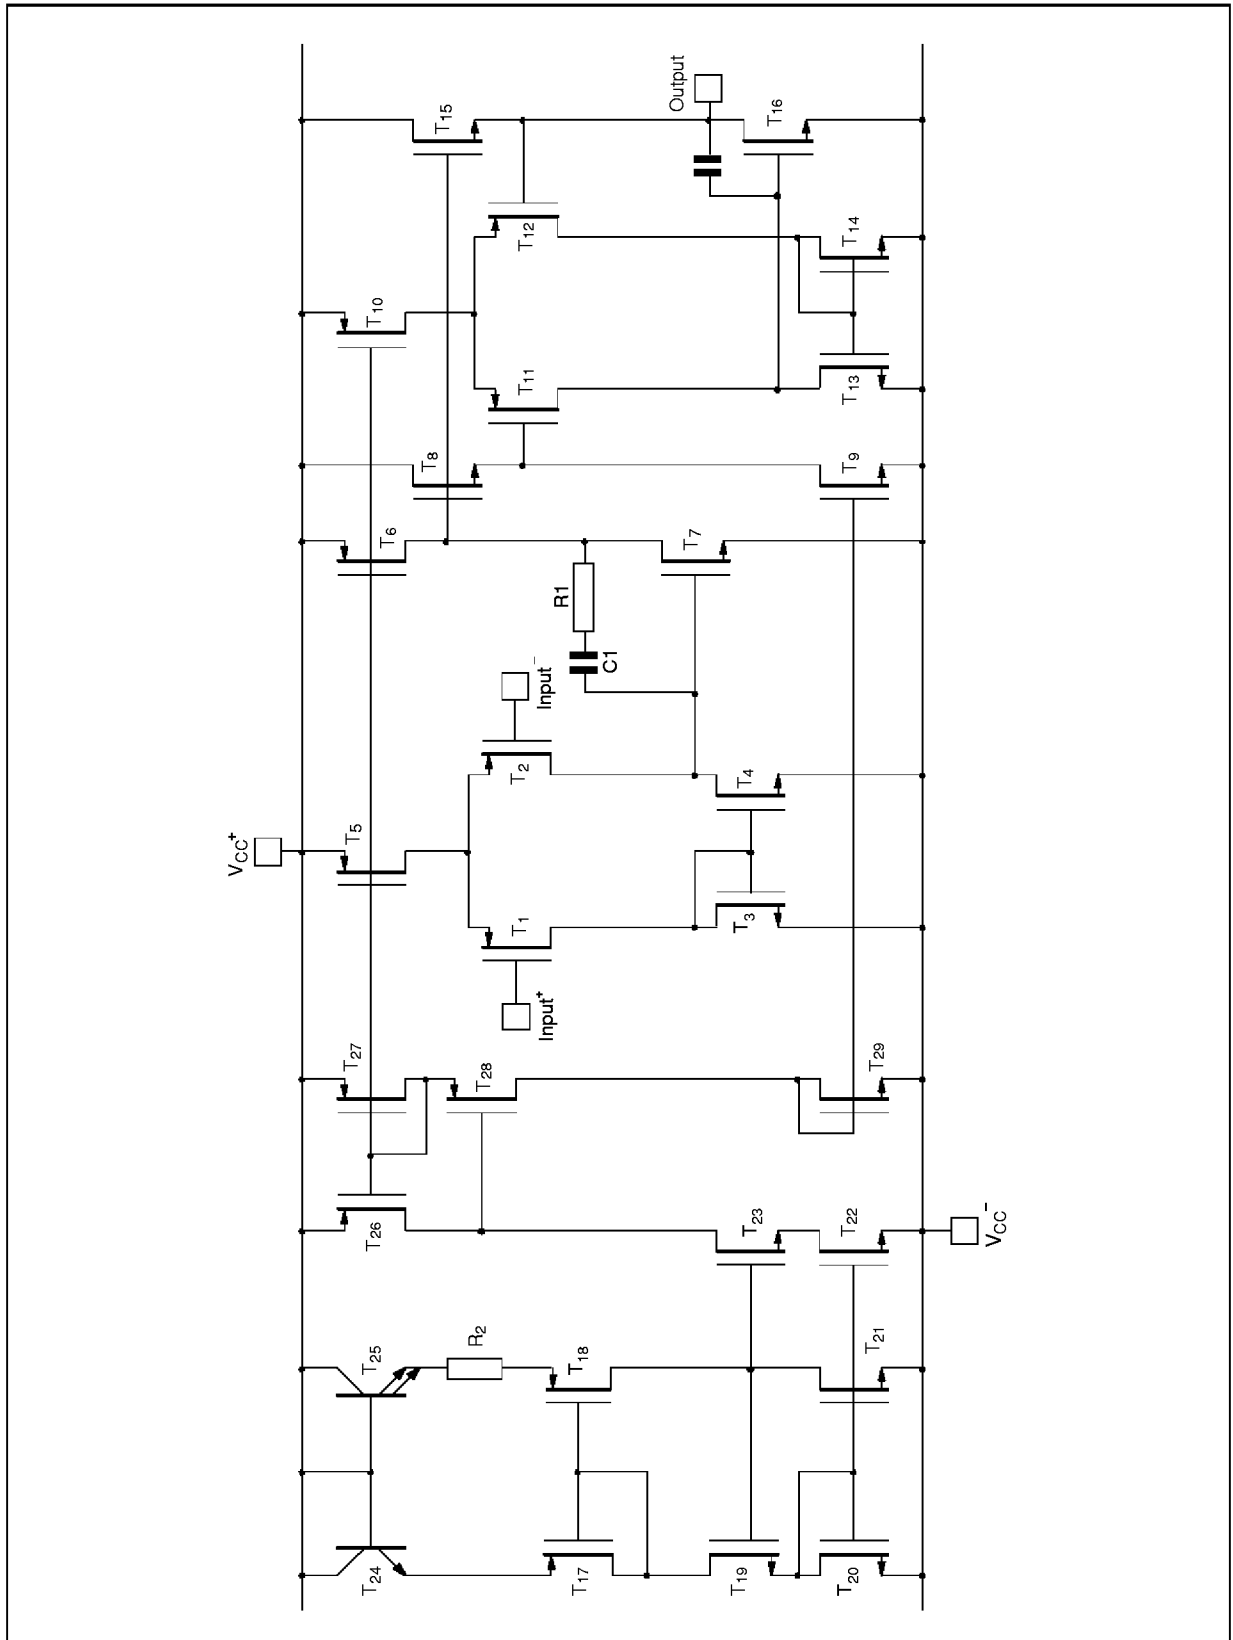 Output
T15
T16
T12
T14
T10
T11
T13
T8
T9
T6
T7
R1
C1
Input-
T2
T4
VCC+
T5
T1
T3
Input+
T27
T28
T29
T26
T23
T22
VCC-
T25
R2
T18
T21
T24
T17
T19
T20